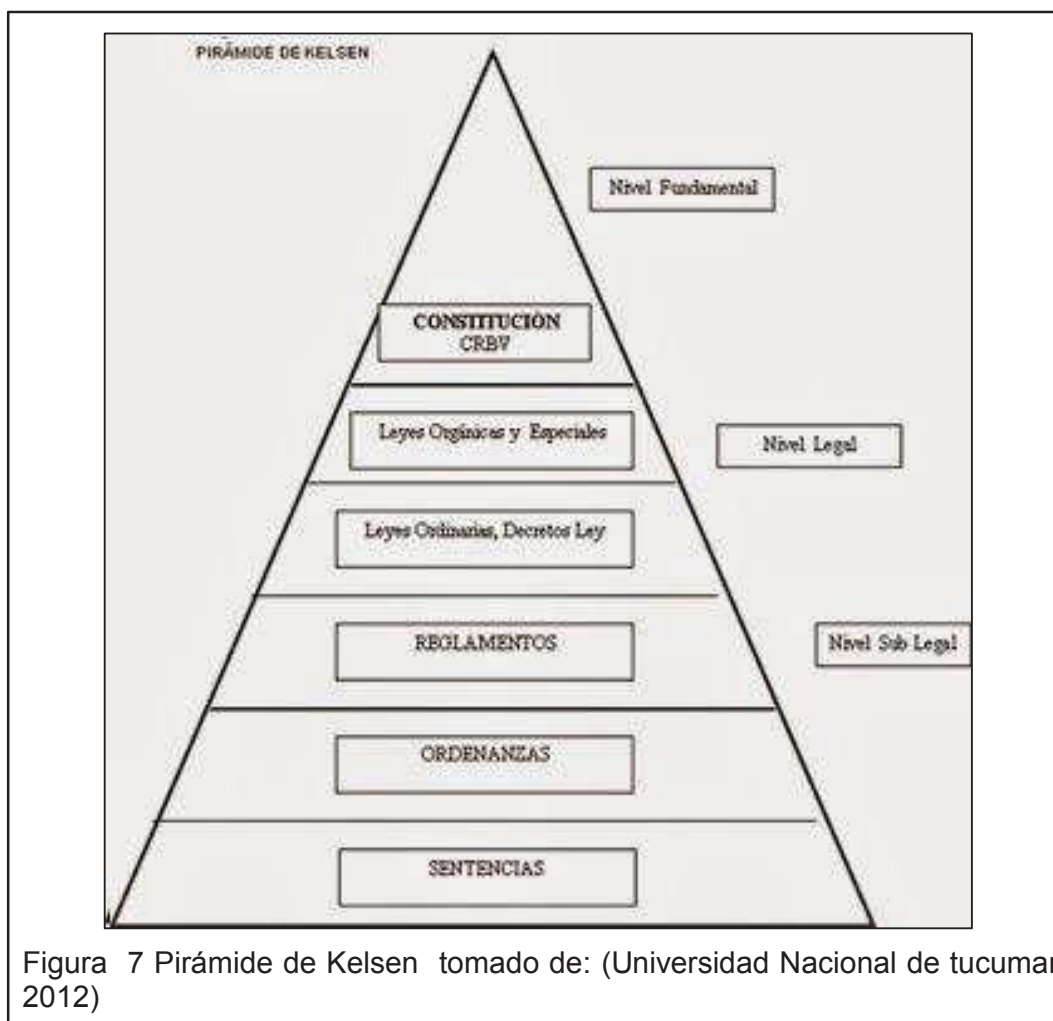 PIRÁMIDE DE KELSEN
Nivel Fundamental
CONSTITUCIÓN
CRBV
Leyes Orgánicas y Especiales
Nivel Legal
Leyes Ordinarias, Decretos Ley
REGLAMENTOS
Nivel Sub Legal
ORDENANZAS
SENTENCIAS
Figura 7 Pirámide de Kelsen tomado de: (Universidad Nacional de tucuman
2012)